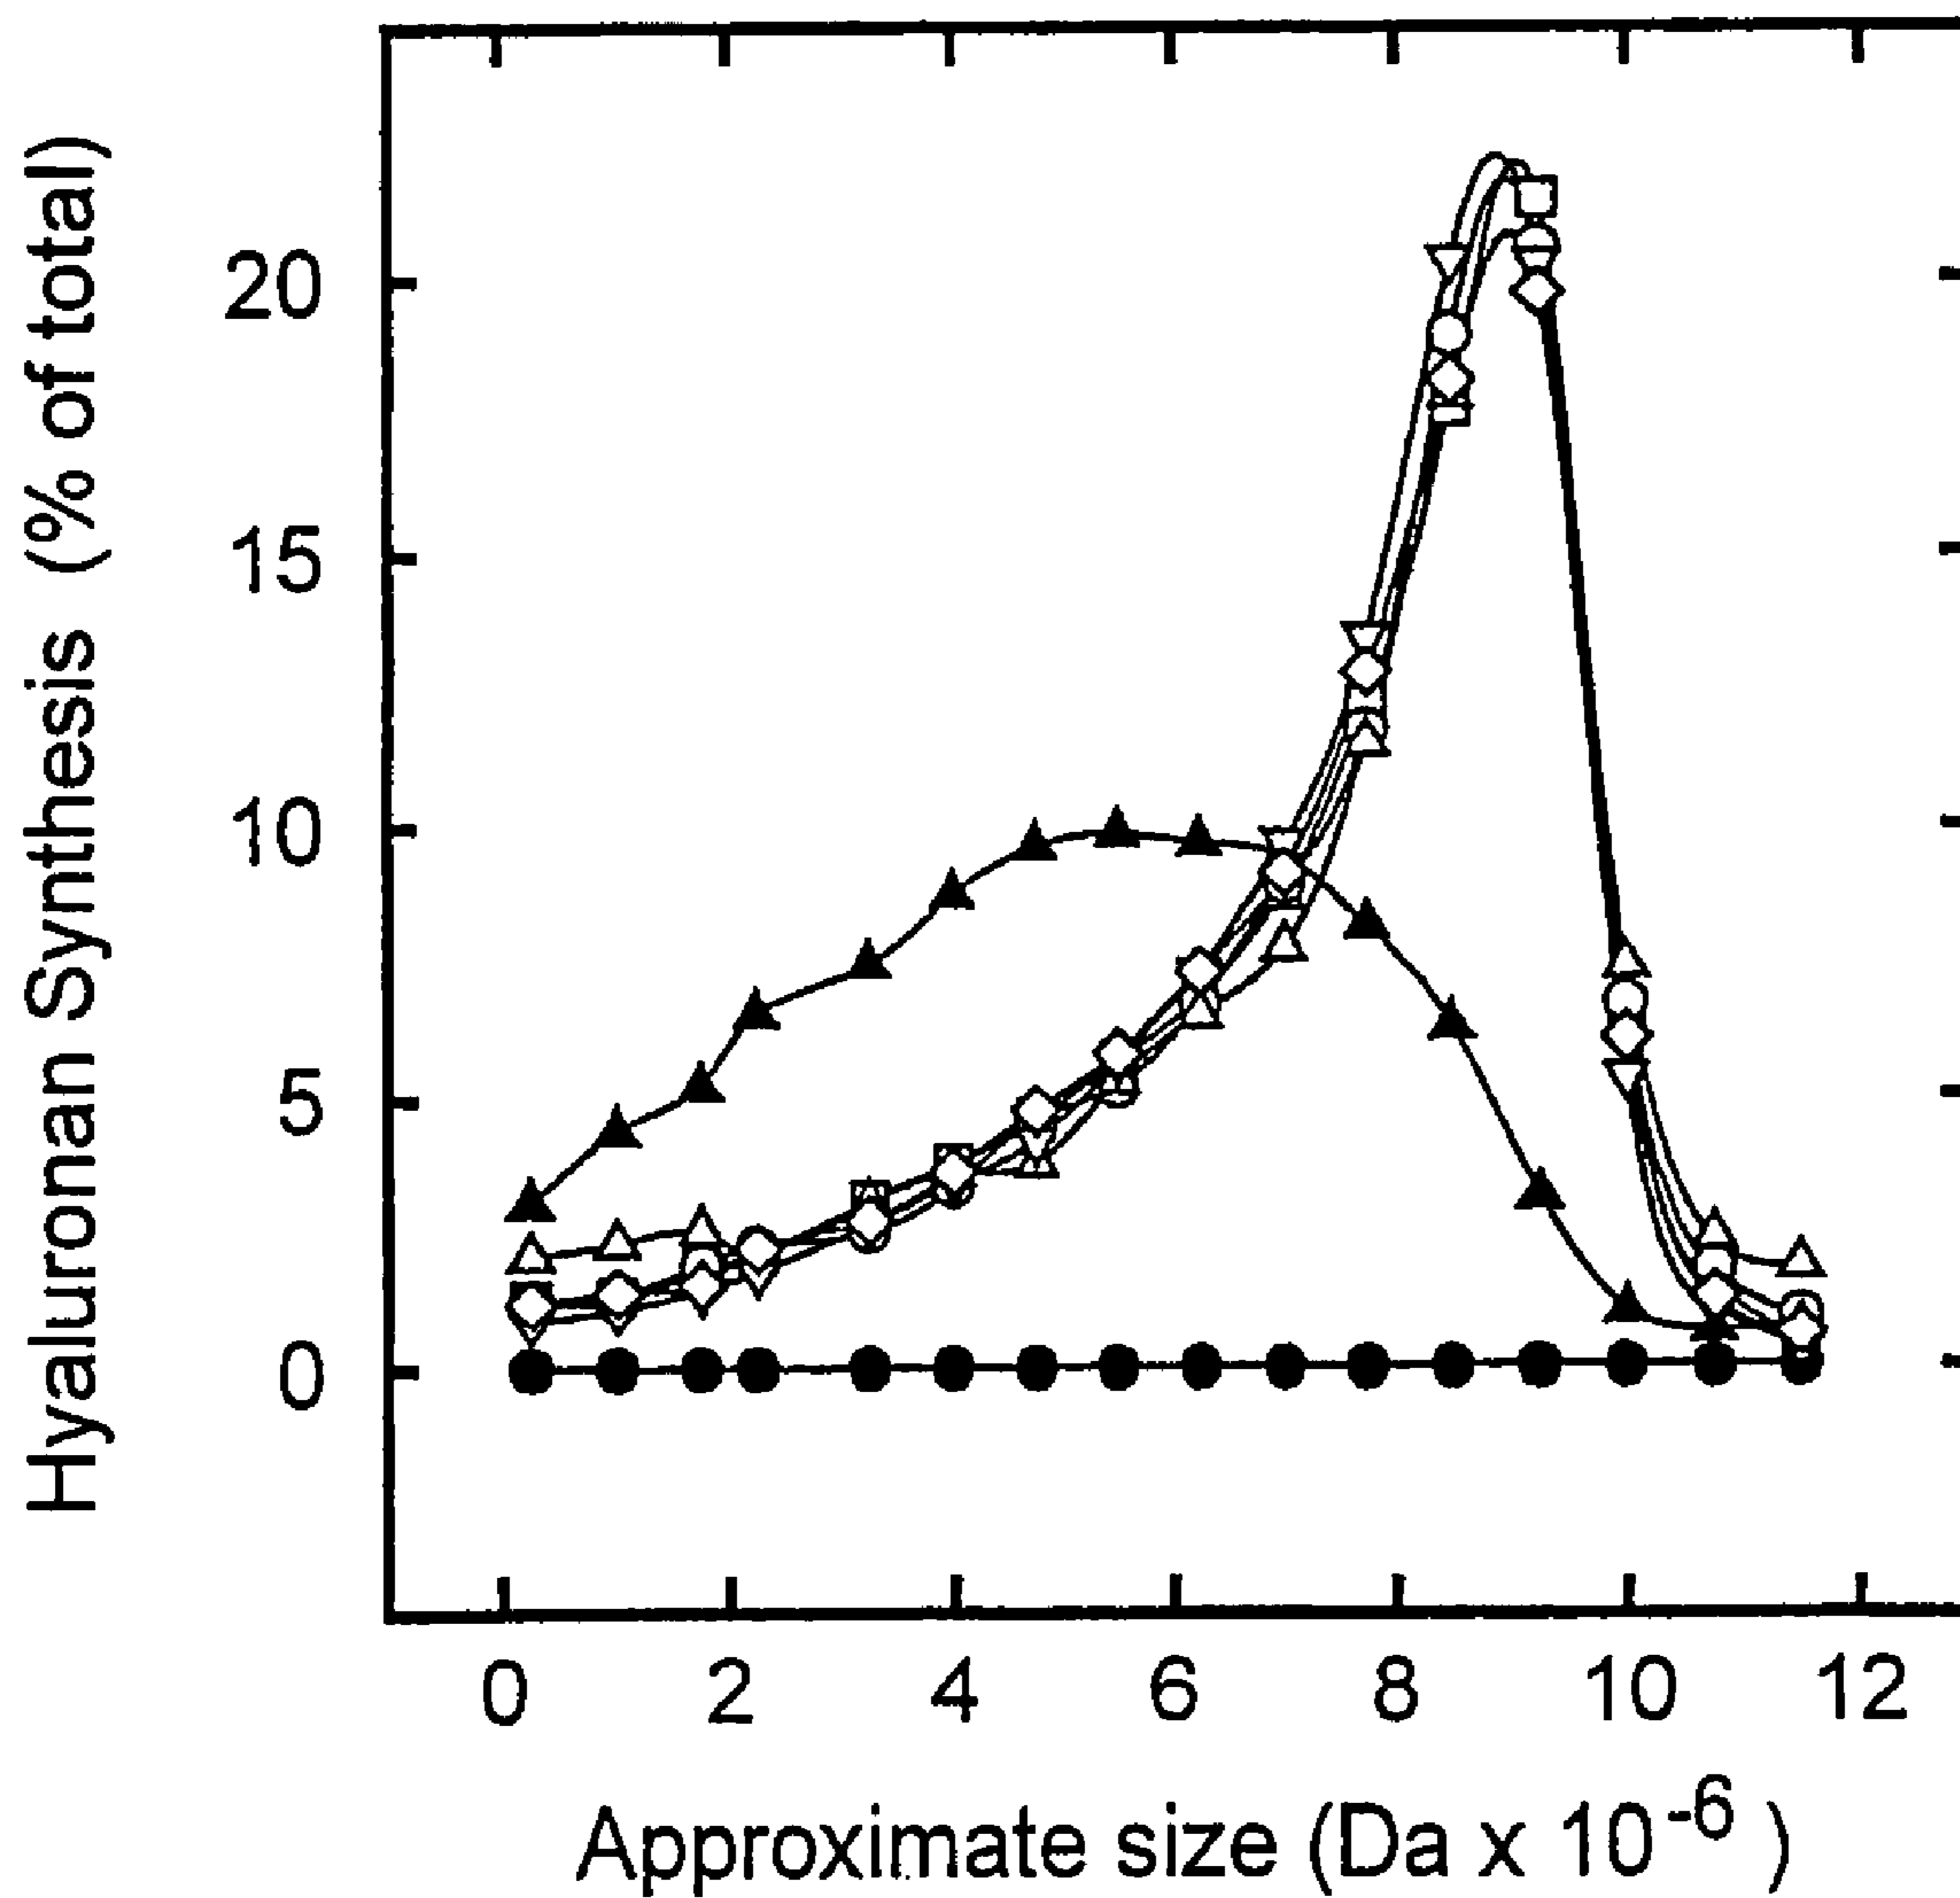 Hyaluronan Synthesis (% of total)
20
15
10
5
0
0 2 4 6 8 10 12
Approximate size (Da x 10-6 )